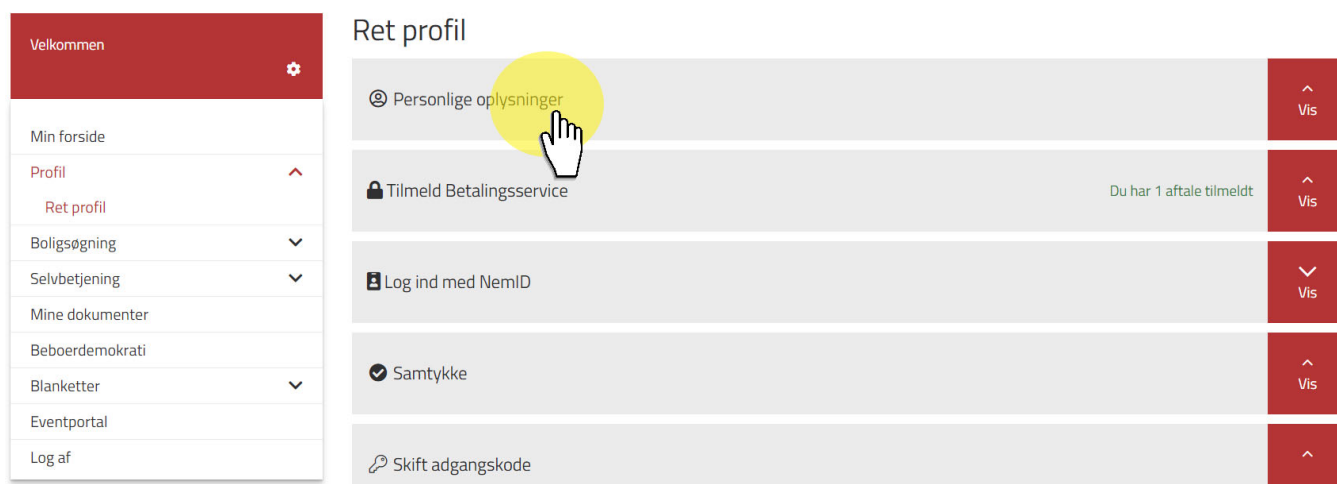 Velkommen
Min forside
Profil
Ret profil
Boligsøgning
Selvbetjening
Mine dokumenter
Beboerdemokrati
Blanketter
Eventportal
Log af
Ret profil
Personlige oplysninger
Vis
Tilmeld Betalingsservice
Du har 1 aftale tilmeldt
Vis
Log ind med NemID
Vis
Samtykke
Vis
Skift adgangskode